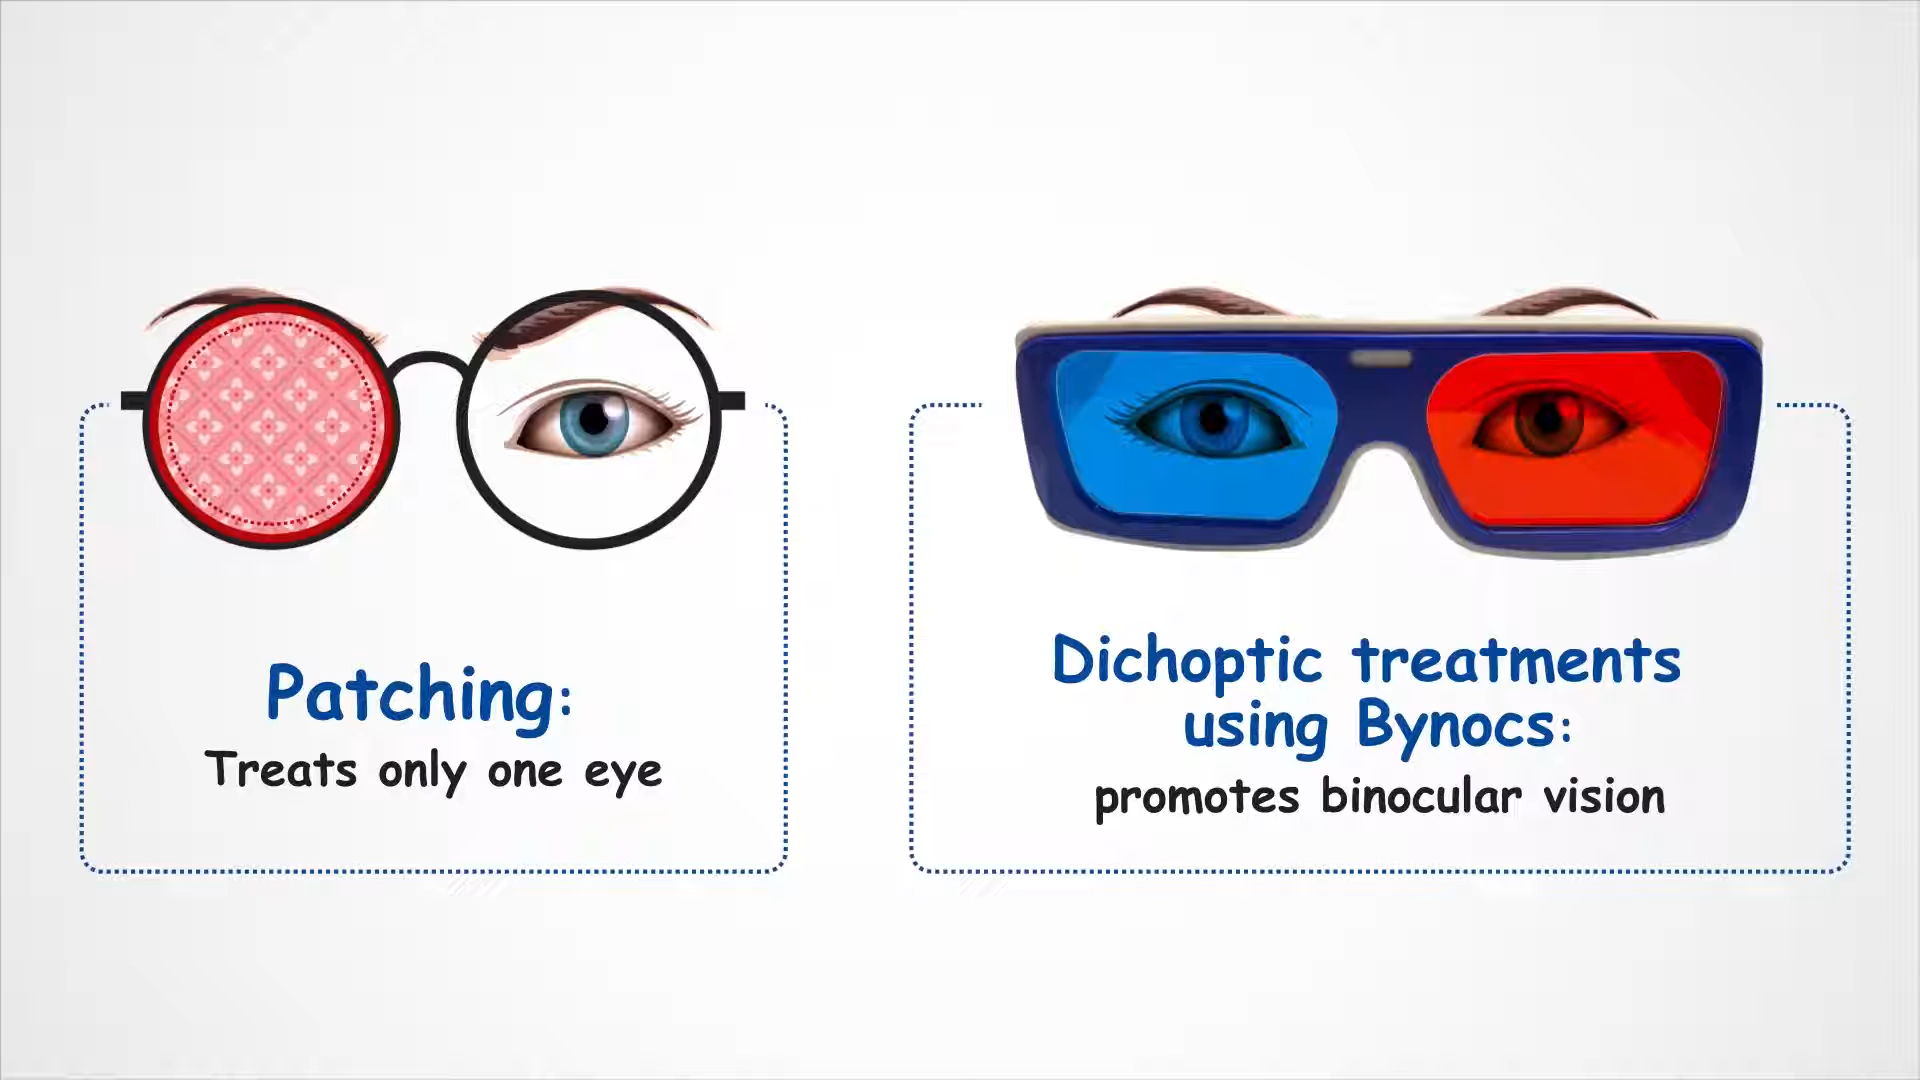 Patching:
Treats only one eye
Dichoptic treatments
using Bynocs:
promotes binocular vision